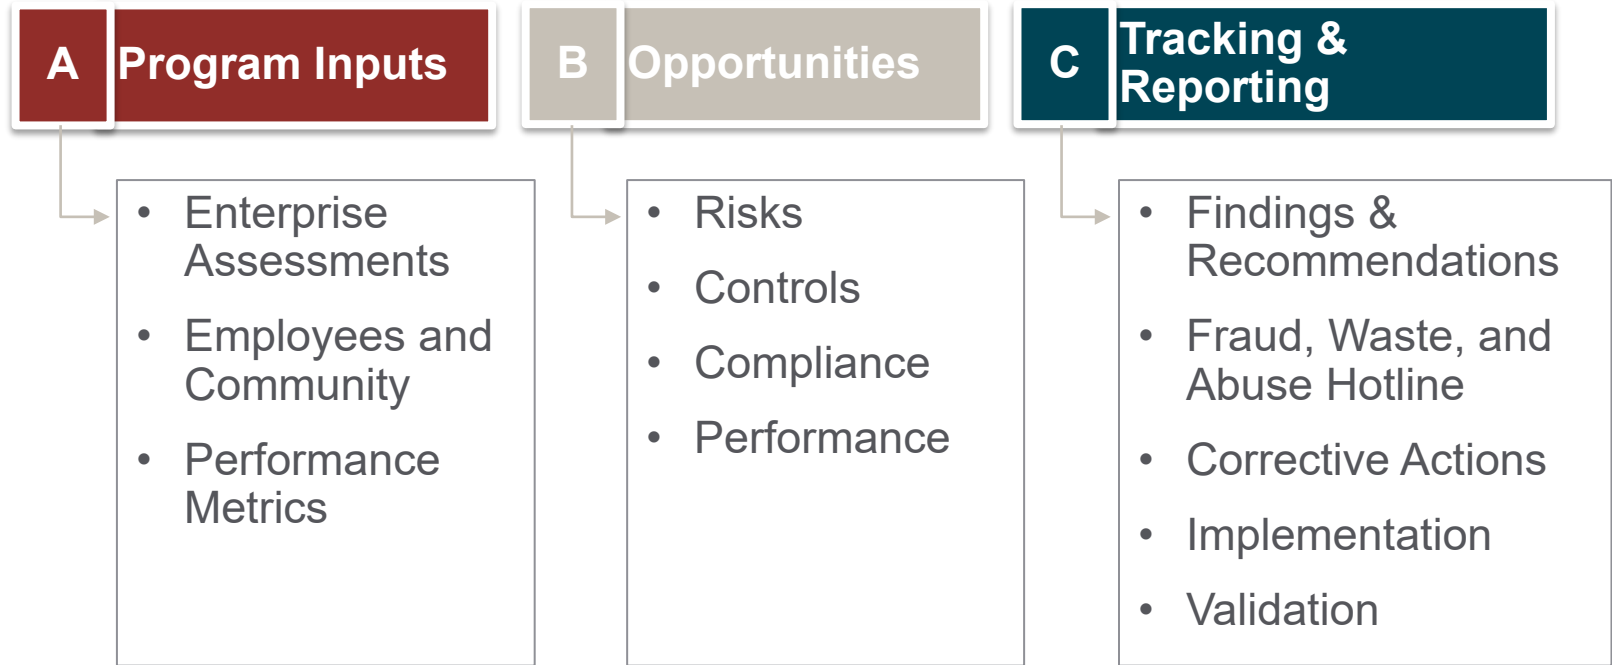 A Program Inputs
• Enterprise
Assessments
• Employees and
Community
• Performance
Metrics
B Opportunities
• Risks
• Controls
• Compliance
• Performance
C Tracking &
Reporting
• Findings &
Recommendations
• Fraud, Waste, and
Abuse Hotline
• Corrective Actions
• Implementation
• Validation